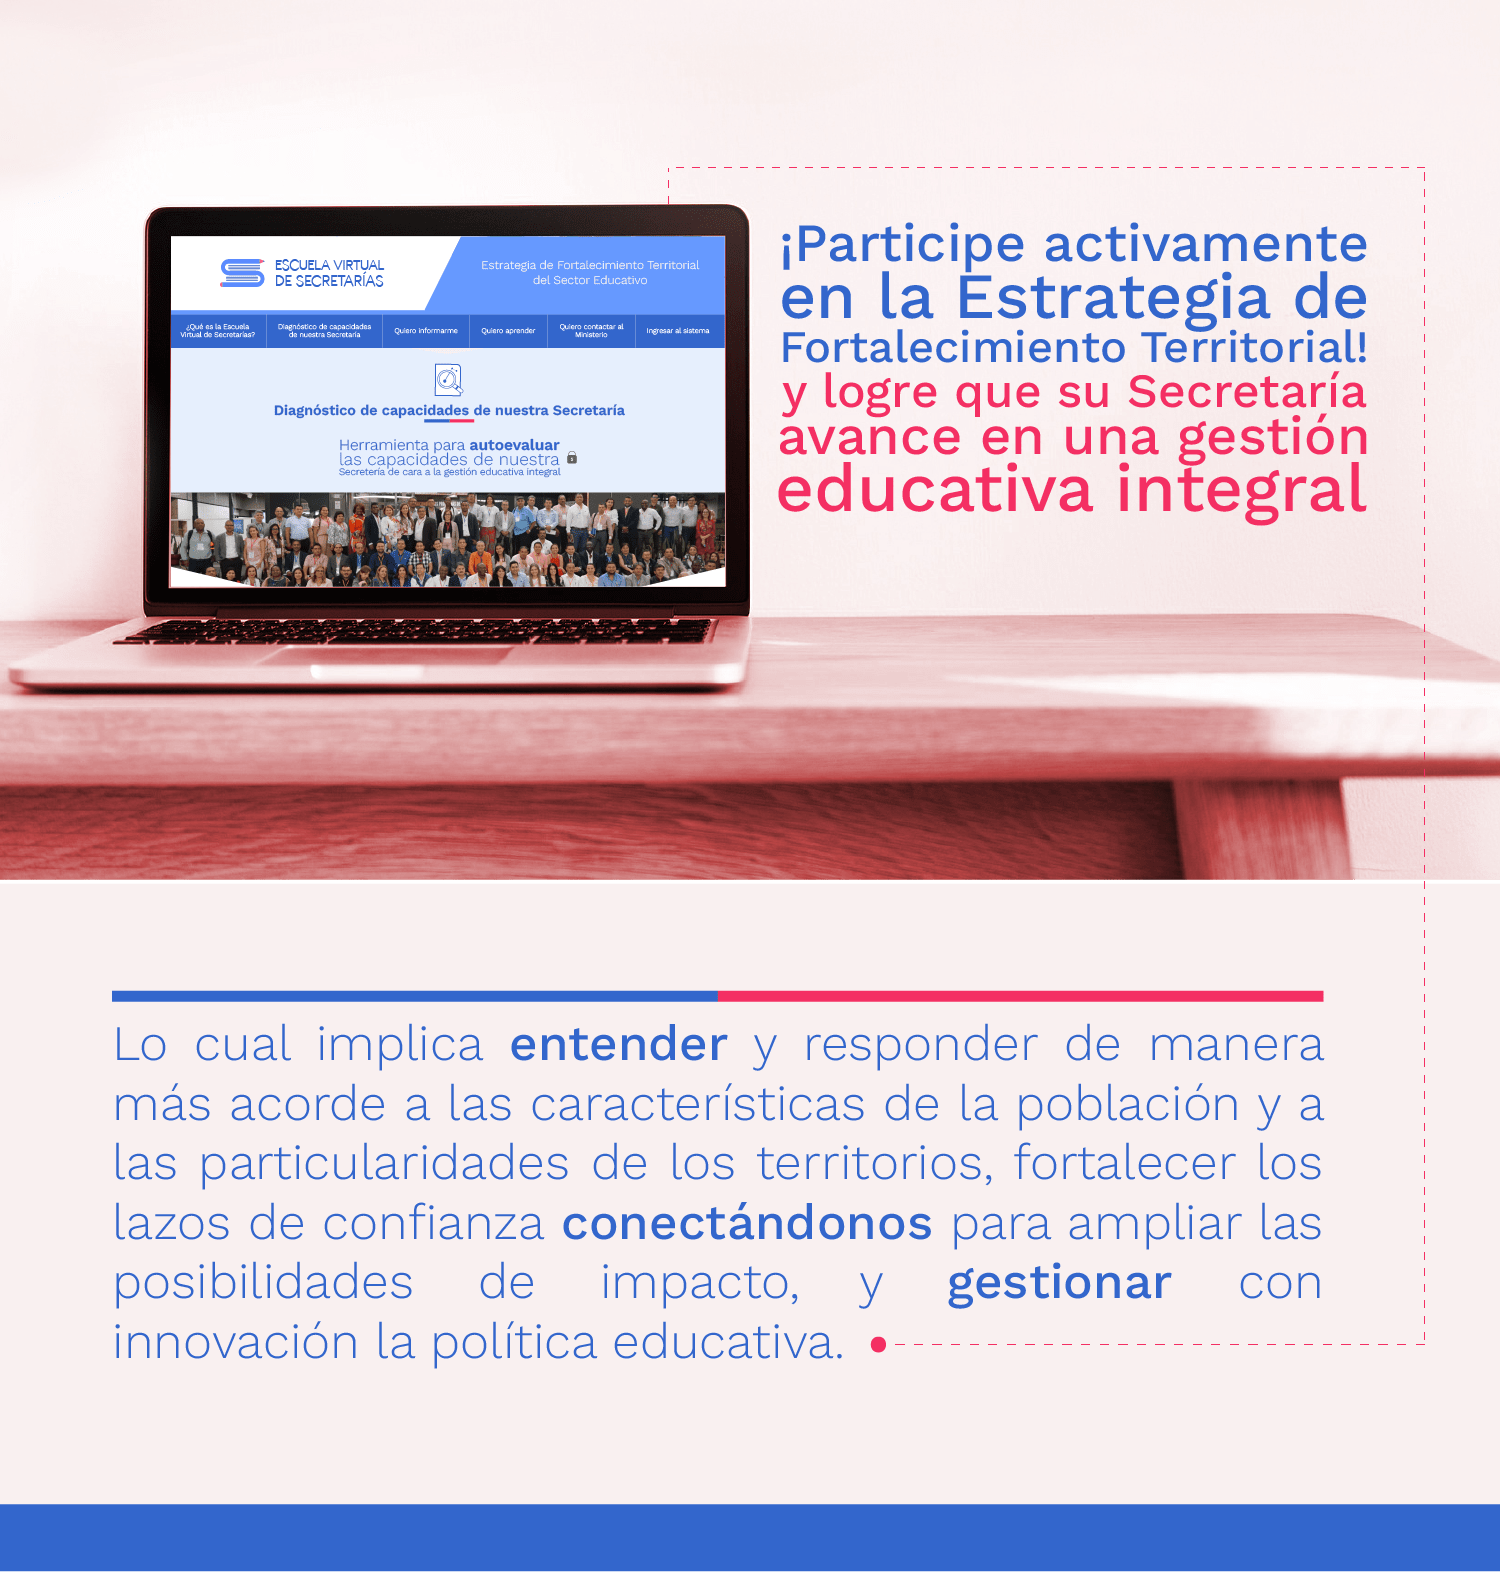 ESCUELA VIRTUAL
DE SECRETARÍAS
Estrategia de Fortalecimiento Territorial
del Sector Educativo
¿Qué es la Escuela
Virtual de Secretarías?
Diagnóstico de capacidades
de nuestra Secretaría
Quiero informarme
Quiero aprender
Quiero contactar al
Ministerio
Ingresar al sistema
Diagnóstico de capacidades de nuestra Secretaría
Herramienta para autoevaluar
las capacidades de nuestra
Secretería de cara a la gestión educativa integral
¡Participe activamente
en la Estrategia de
Fortalecimiento Territorial!
y logre que su Secretaría
avance en una gestión
educativa integral
Lo cual implica entender y responder de manera
más acorde a las características de la población y a
las particularidades de los territorios, fortalecer los
lazos de confianza conectándonos para ampliar las
posibilidades de impacto, y gestionar con
innovación la política educativa.